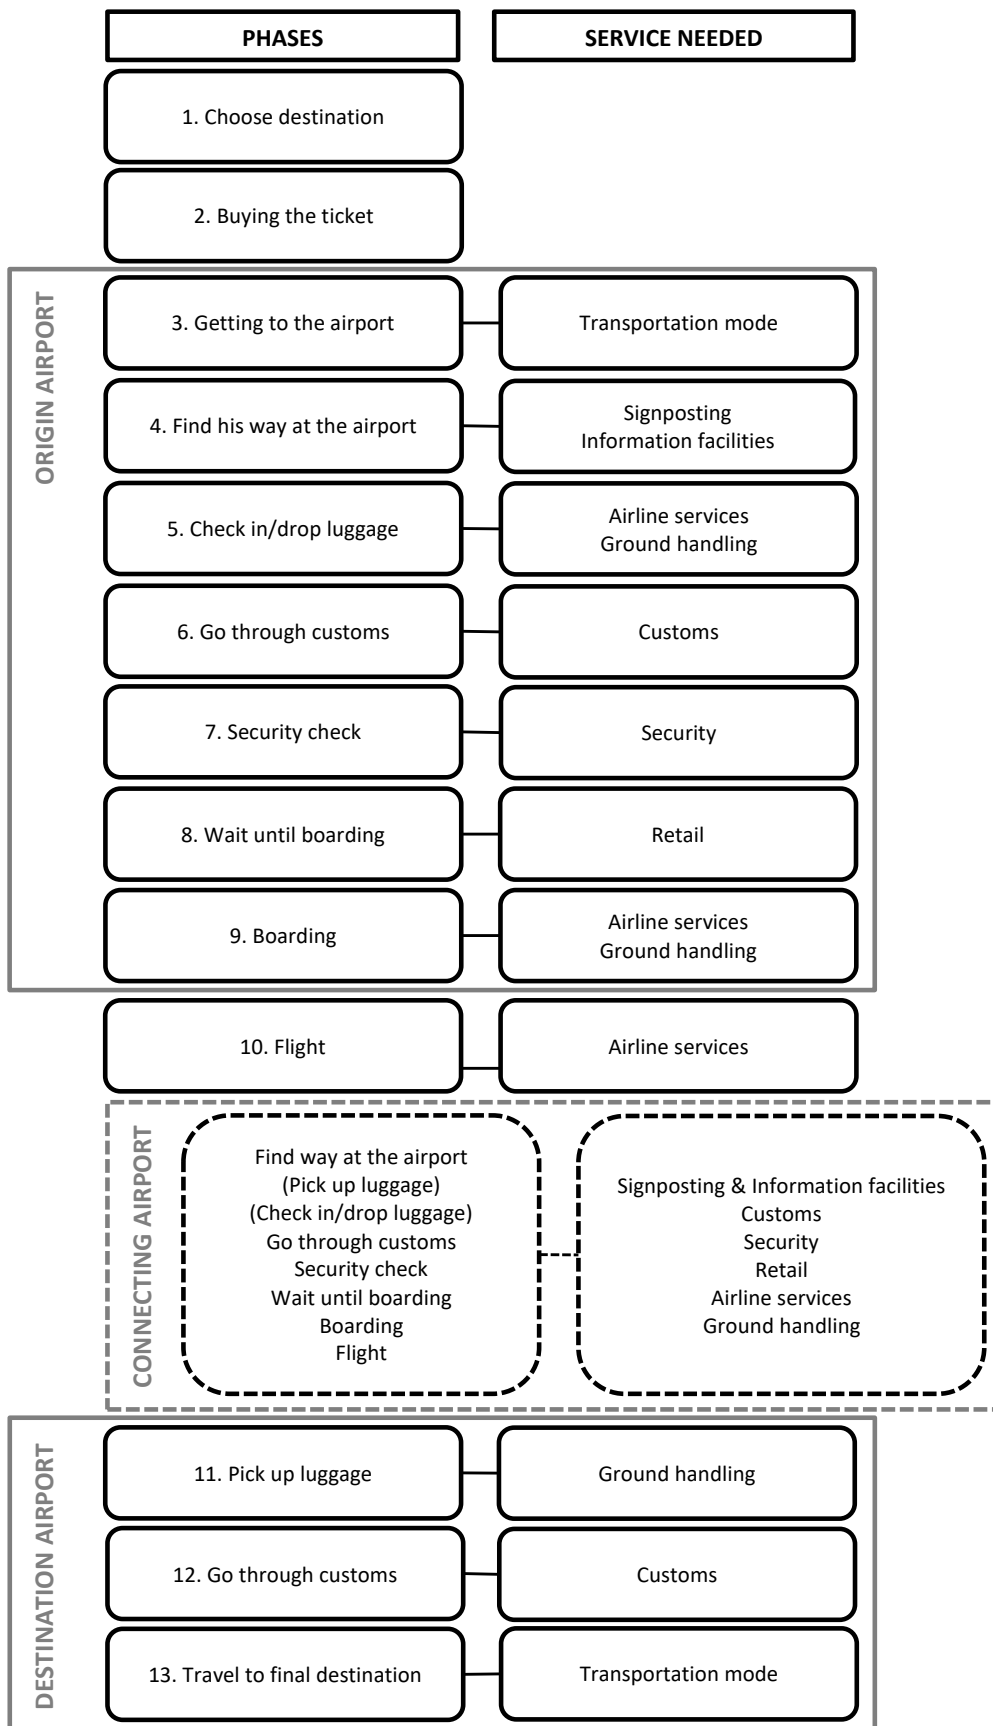 PHASES
SERVICE NEEDED
1. Choose destination
2. Buying the ticket
ORIGIN AIRPORT
3. Getting to the airport
Transportation mode
4. Find his way at the airport
Signposting
Information facilities
5. Check in/drop luggage
Airline services
Ground handling
6. Go through customs
Customs
7. Security check
Security
8. Wait until boarding
Retail
9. Boarding
Airline services
Ground handling
10. Flight
Airline services
CONNECTING AIRPORT
Find way at the airport
(Pick up luggage)
(Check in/drop luggage)
Go through customs
Security check
Wait until boarding
Boarding
Flight
Signposting & Information facilities
Customs
Security
Retail
Airline services
Ground handling
DESTINATION AIRPORT
11. Pick up luggage
Ground handling
12. Go through customs
Customs
13. Travel to final destination
Transportation mode